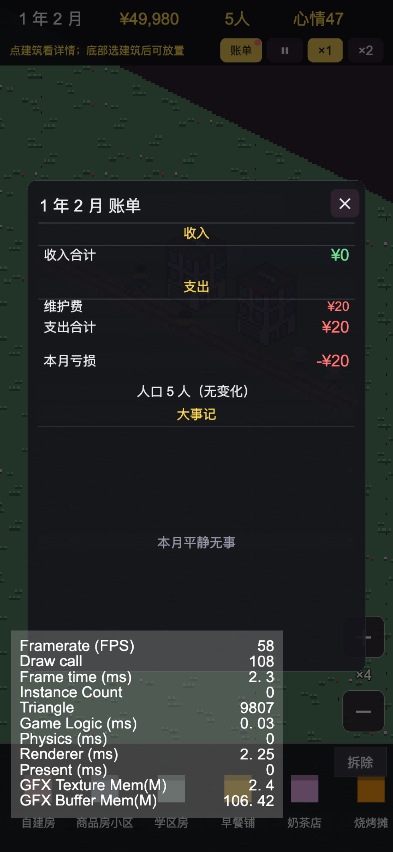 1 年 2 月 ¥49,980 5人 心情47
点建筑看详情；底部选建筑后可放置 账单 ×1 ×2
1 年 2 月 账单
收入
收入合计 ¥0
支出
维护费 ¥20
支出合计 ¥20
本月亏损 -¥20
人口 5 人（无变化）
大事记
本月平静无事
Framerate (FPS) 58
Draw call 108
×4
Frame time (ms) 2. 3
Instance Count 0
Triangle 9807
Game Logic (ms) 0. 03
Physics (ms) 0
Renderer (ms) 2. 25
拆除
Present (ms) 0
GFX Texture Mem(M) 2. 4
GFX Buffer Mem(M) 106. 42
自建房 商品房小区 学区房 早餐铺 奶茶店 烧烤摊